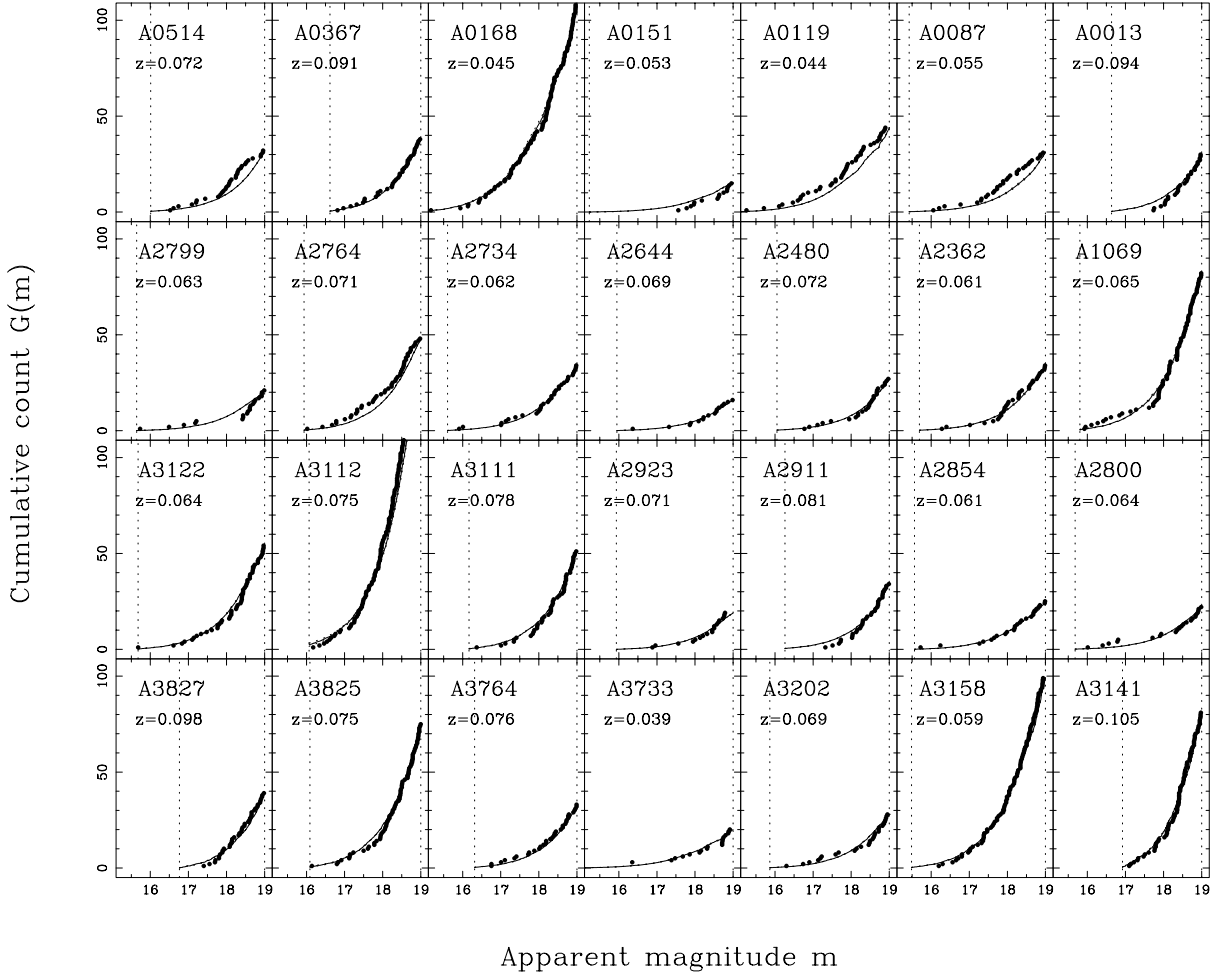 A0514 A0367 A0168 A0151 A0119 A0087 A0013
z=0.072 z=0.091 z=0.045 z=0.053 z=0.044 z=0.055 z=0.094
100
50
0
A2799 A2764 A2734 A2644 A2480 A2362 A1069
z=0.063 z=0.071 z=0.062 z=0.069 z=0.072 z=0.061 z=0.065
100
50
0
A3122 A3112 A3111 A2923 A2911 A2854 A2800
z=0.064 z=0.075 z=0.078 z=0.071 z=0.081 z=0.061 z=0.064
100
50
0
A3827 A3825 A3764 A3733 A3202 A3158 A3141
z=0.098 z=0.075 z=0.076 z=0.039 z=0.069 z=0.059 z=0.105
100
50
0
16 17 18 19 16 17 18 19 16 17 18 19 16 17 18 19 16 17 18 19 16 17 18 19 16 17 18 19
Cumulative count G(m)
Apparent magnitude m